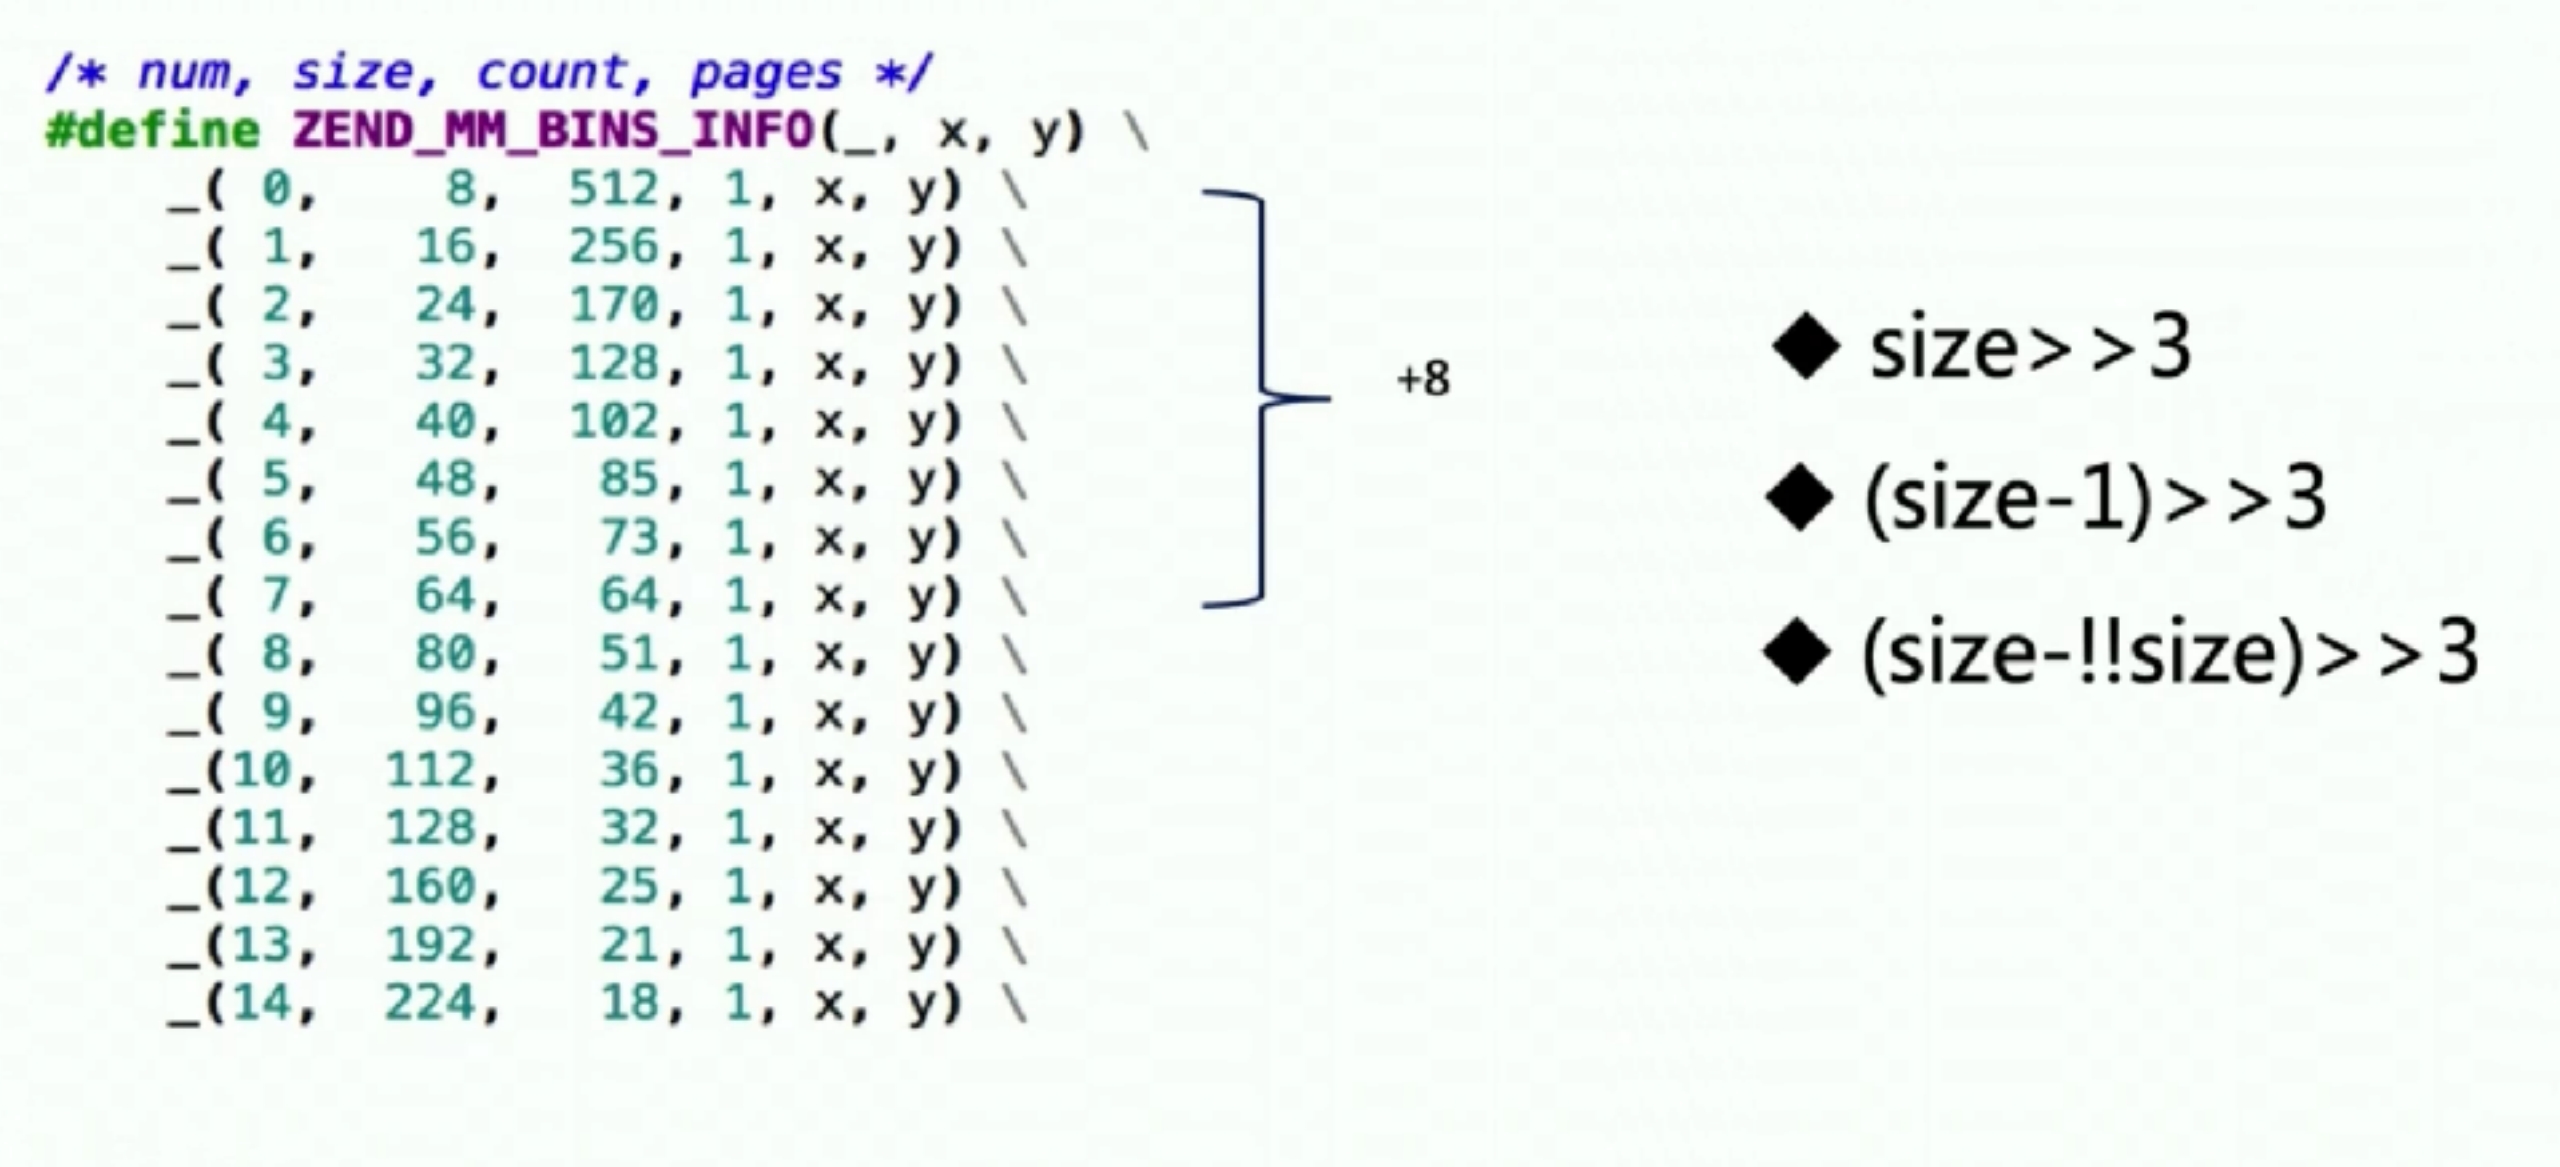 /* num, size, count, pages */
#define ZEND_MM_BINS_INFO(_, x, y) \
_( 0, 8, 512, 1, x, y) \
_( 1, 16, 256, 1, x, y) \
_( 2, 24, 170, 1, x, y) \
_( 3, 32, 128, 1, x, y) \
_( 4, 40, 102, 1, x, y) \
_( 5, 48, 85, 1, x, y) \
_( 6, 56, 73, 1, x, y) \
_( 7, 64, 64, 1, x, y) \
_( 8, 80, 51, 1, x, y) \
_( 9, 96, 42, 1, x, y) \
_(10, 112, 36, 1, x, y) \
_(11, 128, 32, 1, x, y) \
_(12, 160, 25, 1, x, y) \
_(13, 192, 21, 1, x, y) \
_(14, 224, 18, 1, x, y) \
+8
◆ size>>3
◆ (size-1)>>3
◆ (size-!!size)>>3